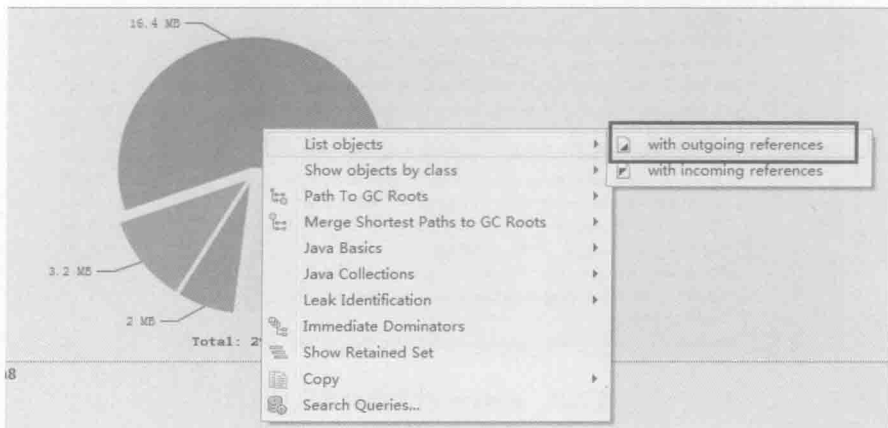 16.4 MB
List objects
with outgoing references
Show objects by class
with incoming references
Path To GC Roots
Merge Shortest Paths to GC Roots
Java Basics
3.2 MB
Java Collections
Leak Identification
2 MB
Immediate Dominators
Total: 2
Show Retained Set
Copy
Search Queries...